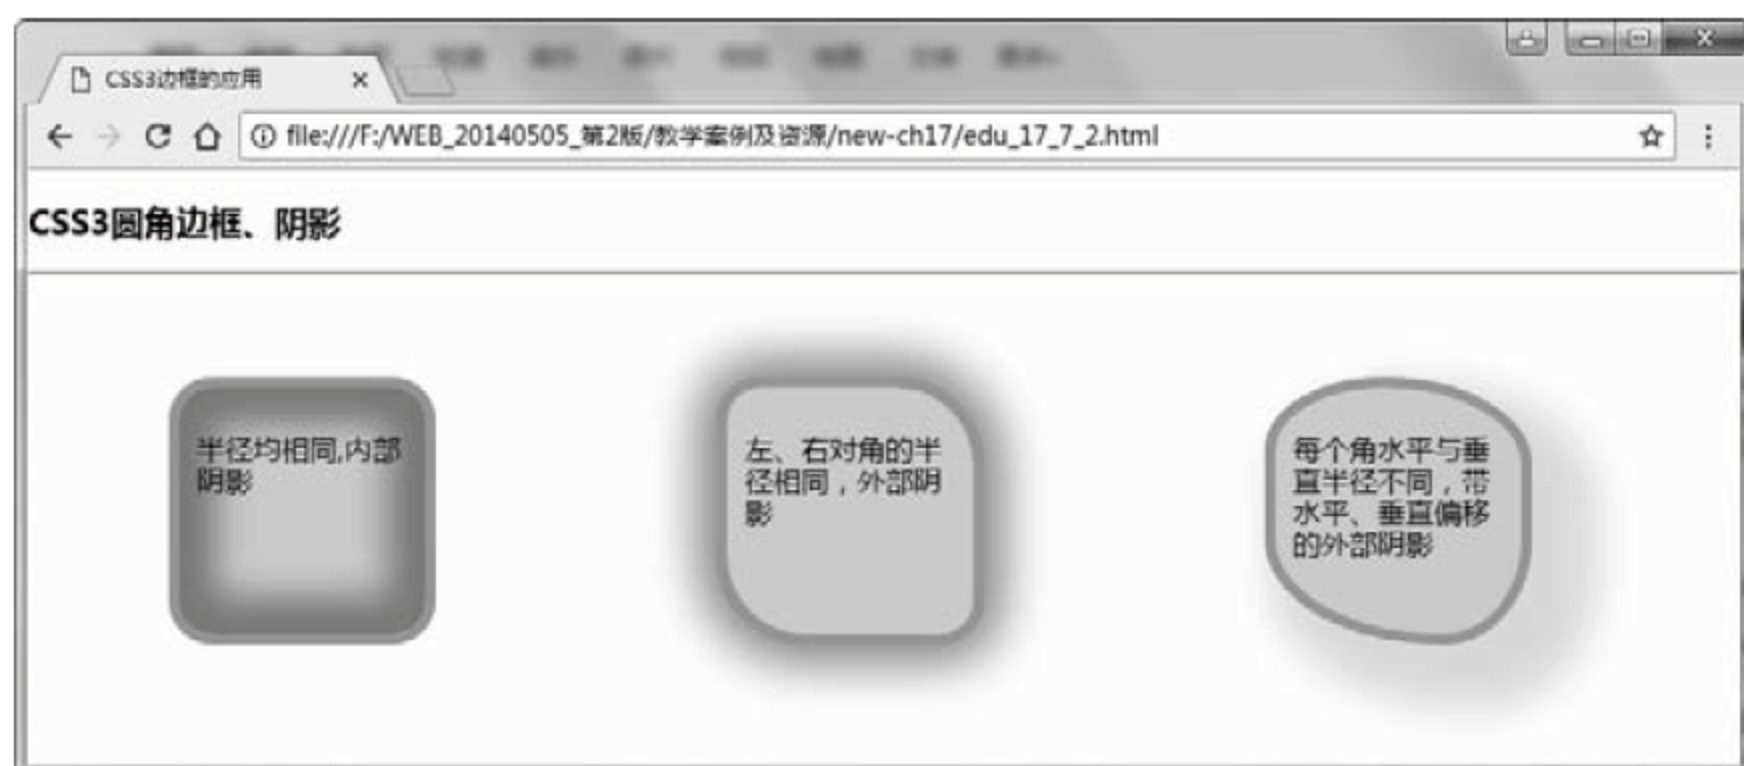 CSS3边框的应用
file:///F:/WEB_20140505_第2版/教学案例及资源/new-ch17/edu_17_7_2.html
CSS3圆角边框、阴影
半径均相同,内部
阴影
左、右对角的半
径相同，外部阴
影
每个角水平与垂
直半径不同，带
水平、垂直偏移
的外部阴影